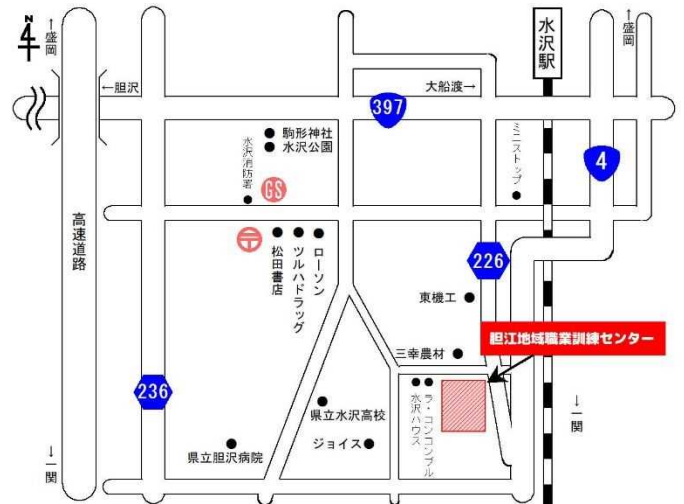 ↑盛岡
4
水沢駅
↑盛岡
←胆沢
大船渡→
397
駒形神社
水沢公園
水沢消防署
GS
ミニストップ
4
高速道路
〒
松田書店
ツルハドラッグ
ローソン
226
東機工
胆江地域職業訓練センター
三幸農材
236
水沢ハウス
ラ・コンコンブル
県立水沢高校
県立胆沢病院
ジョイス
↓一関
↓一関